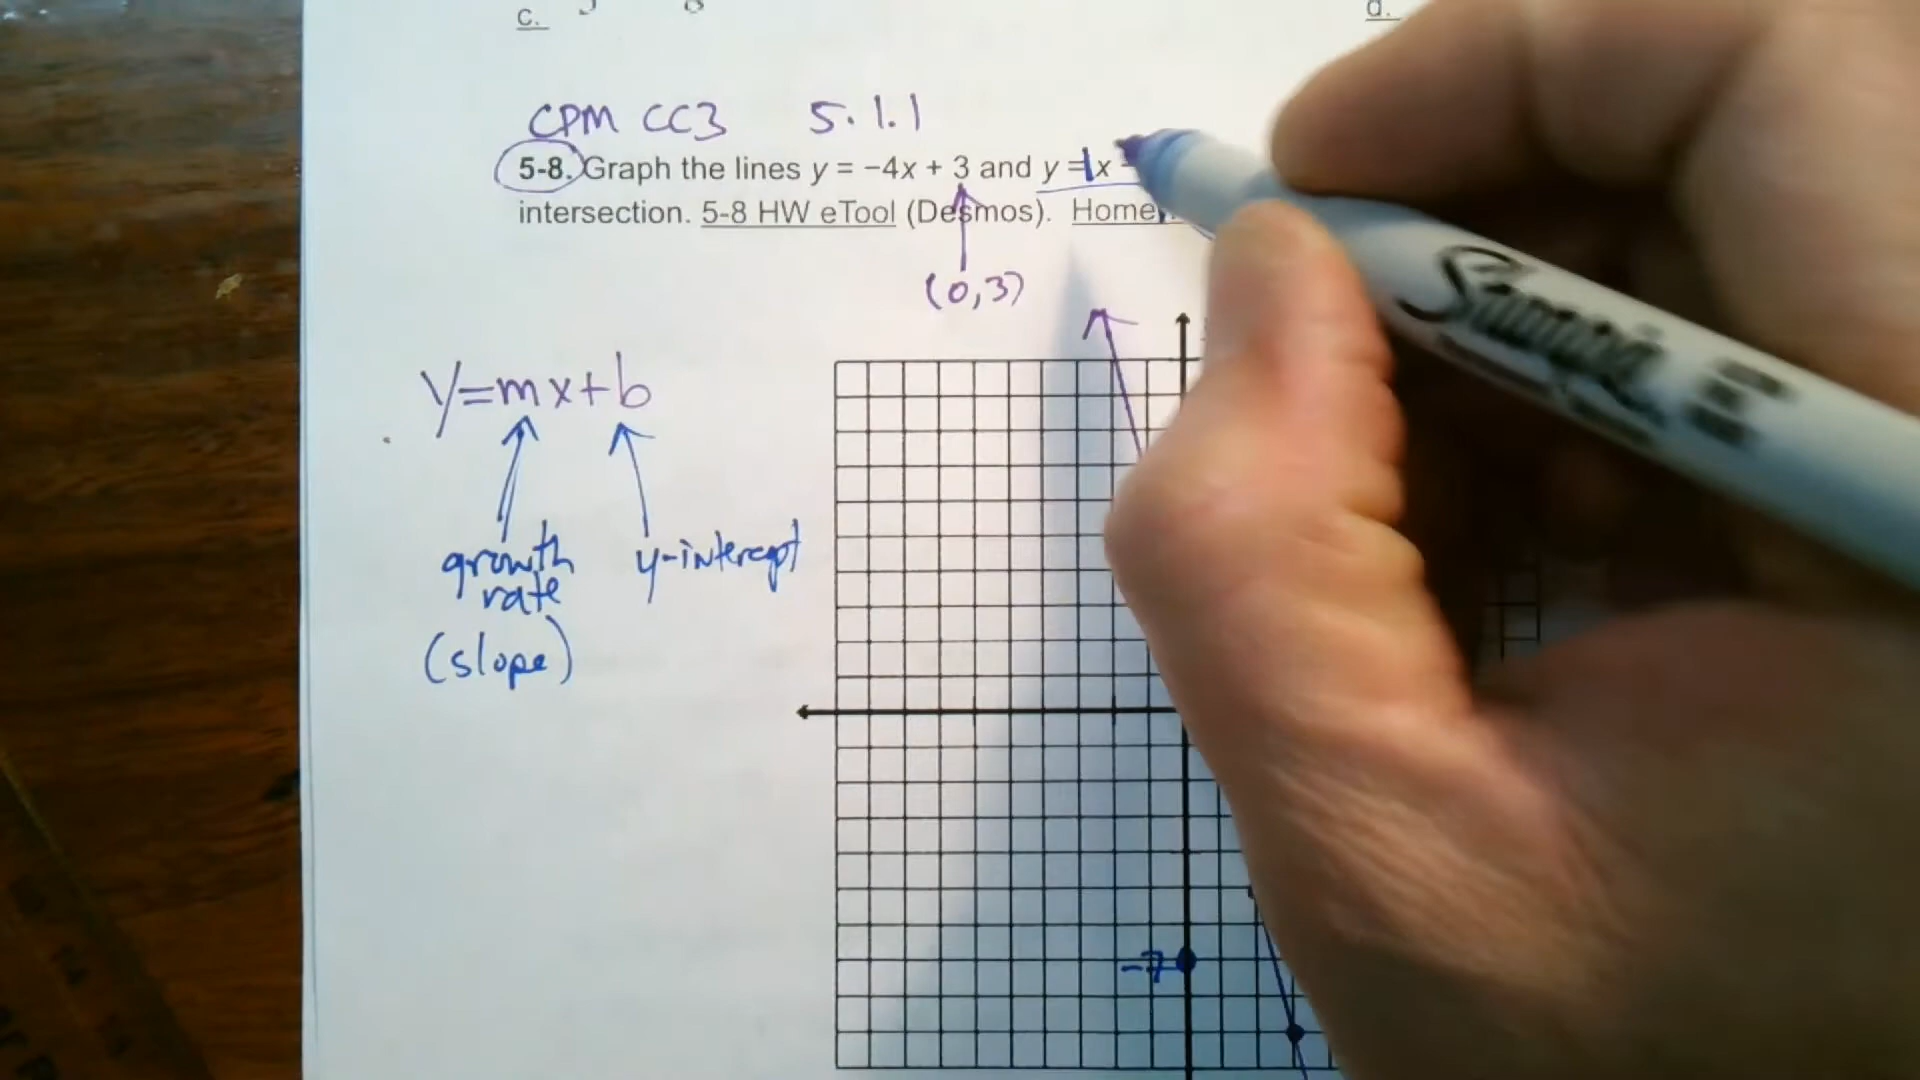 c.
d.
CPM CC3 5.1.1
5-8. Graph the lines y = −4x + 3 and y = 1x
intersection. 5-8 HW eTool (Desmos).
(0,3)
y=mx+b
growth
rate
(slope)
y-intercept
-7
Sharpie